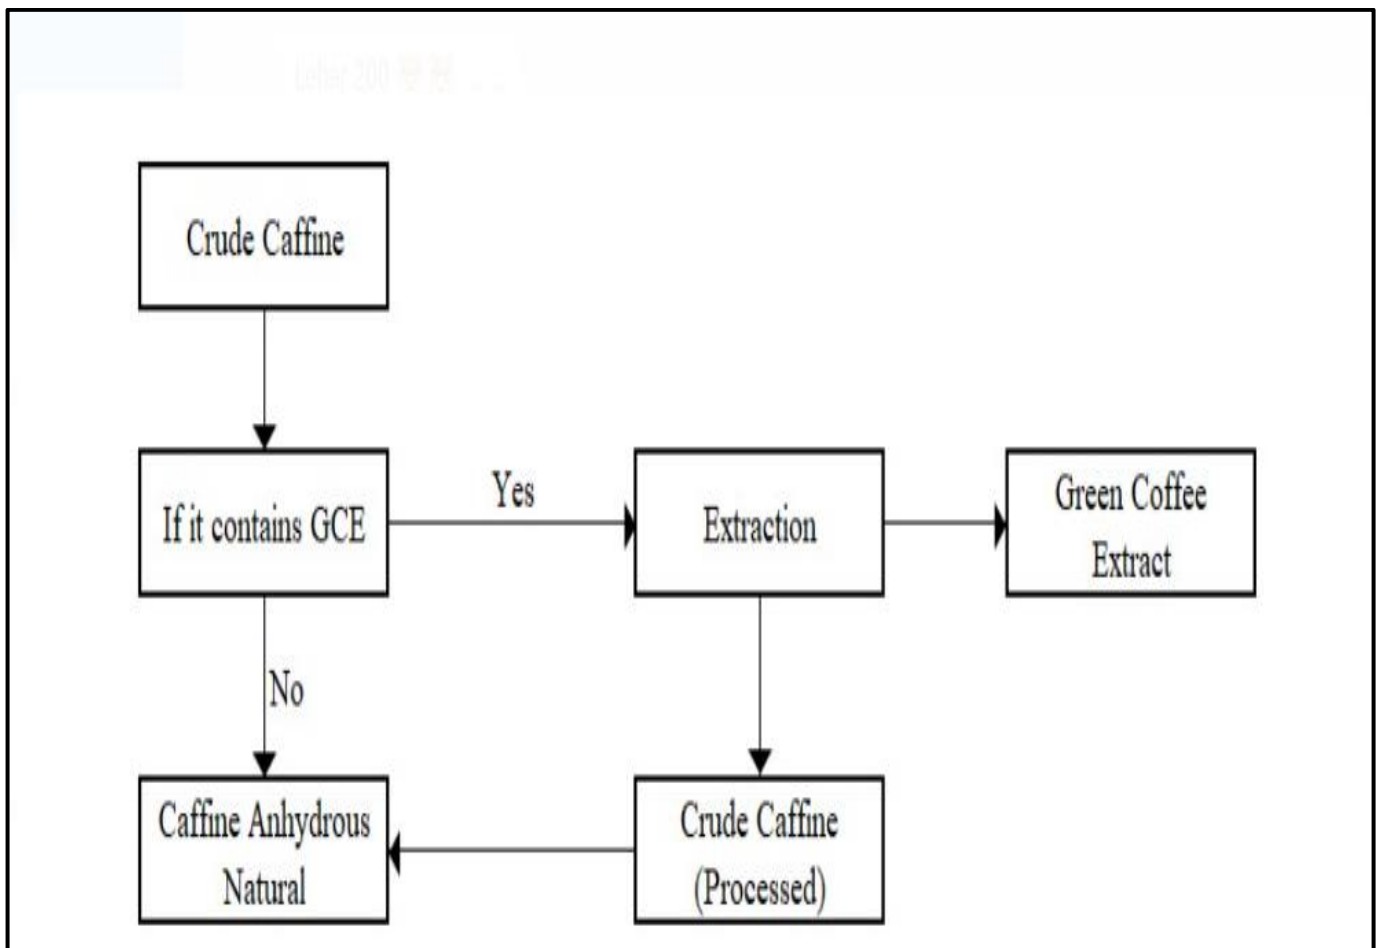 Crude Caffine
If it contains GCE
Yes
Extraction
Green Coffee
Extract
No
Caffine Anhydrous
Natural
Crude Caffine
(Processed)